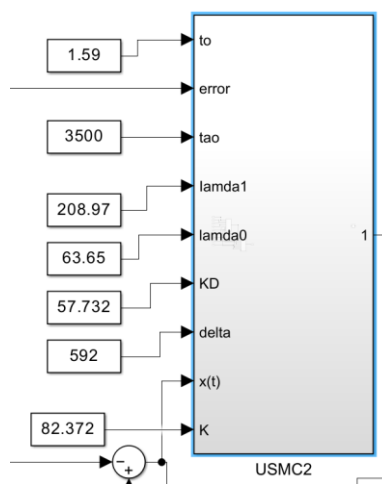 1.59 to
error
3500 tao
208.97 lamda1
63.65 lamda0
1
57.732 KD
592 delta
x(t)
82.372 K
− +
USMC2